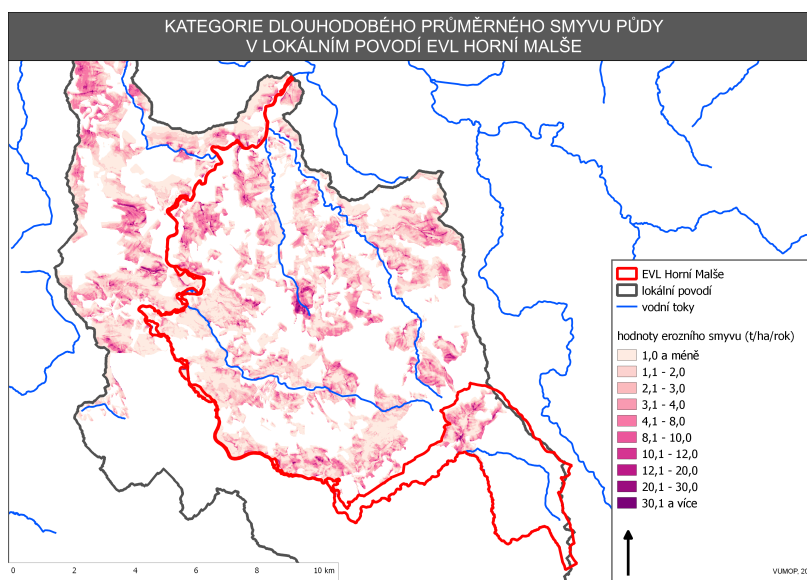 KATEGORIE DLOUHODOBÉHO PRŮMĚRNÉHO SMYVU PŮDY
V LOKÁLNÍM POVODÍ EVL HORNÍ MALŠE
EVL Horní Malše
lokální povodí
vodní toky
hodnoty erozního smyvu (t/ha/rok)
1,0 a méně
1,1 - 2,0
2,1 - 3,0
3,1 - 4,0
4,1 - 8,0
8,1 - 10,0
10,1 - 12,0
12,1 - 20,0
20,1 - 30,0
30,1 a více
0 2 4 6 8 10 km
VUMOP, 20